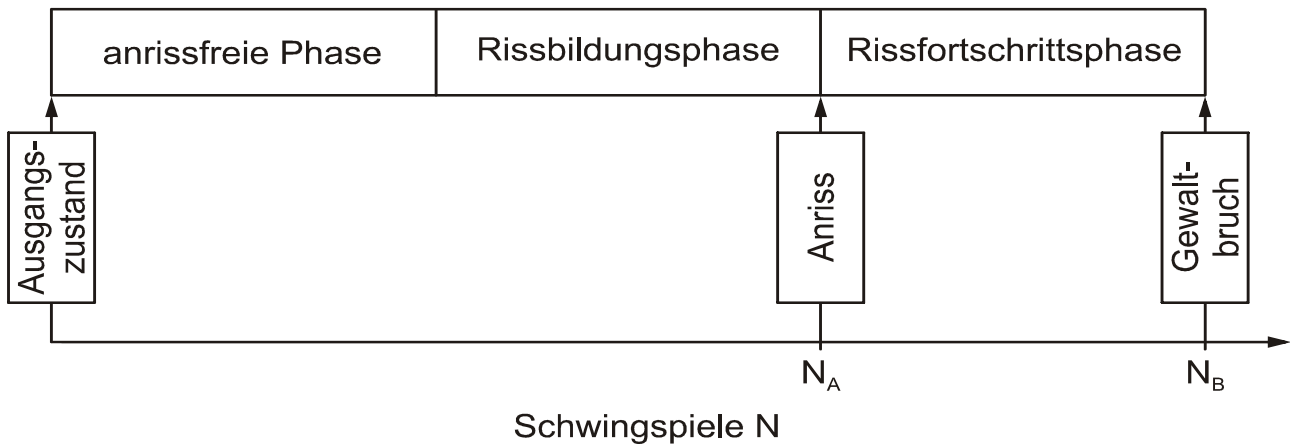 anrissfreie Phase
Rissbildungsphase
Rissfortschrittsphase
Ausgangs-
zustand
Anriss
Gewalt-
bruch
N_A
N_B
Schwingspiele N